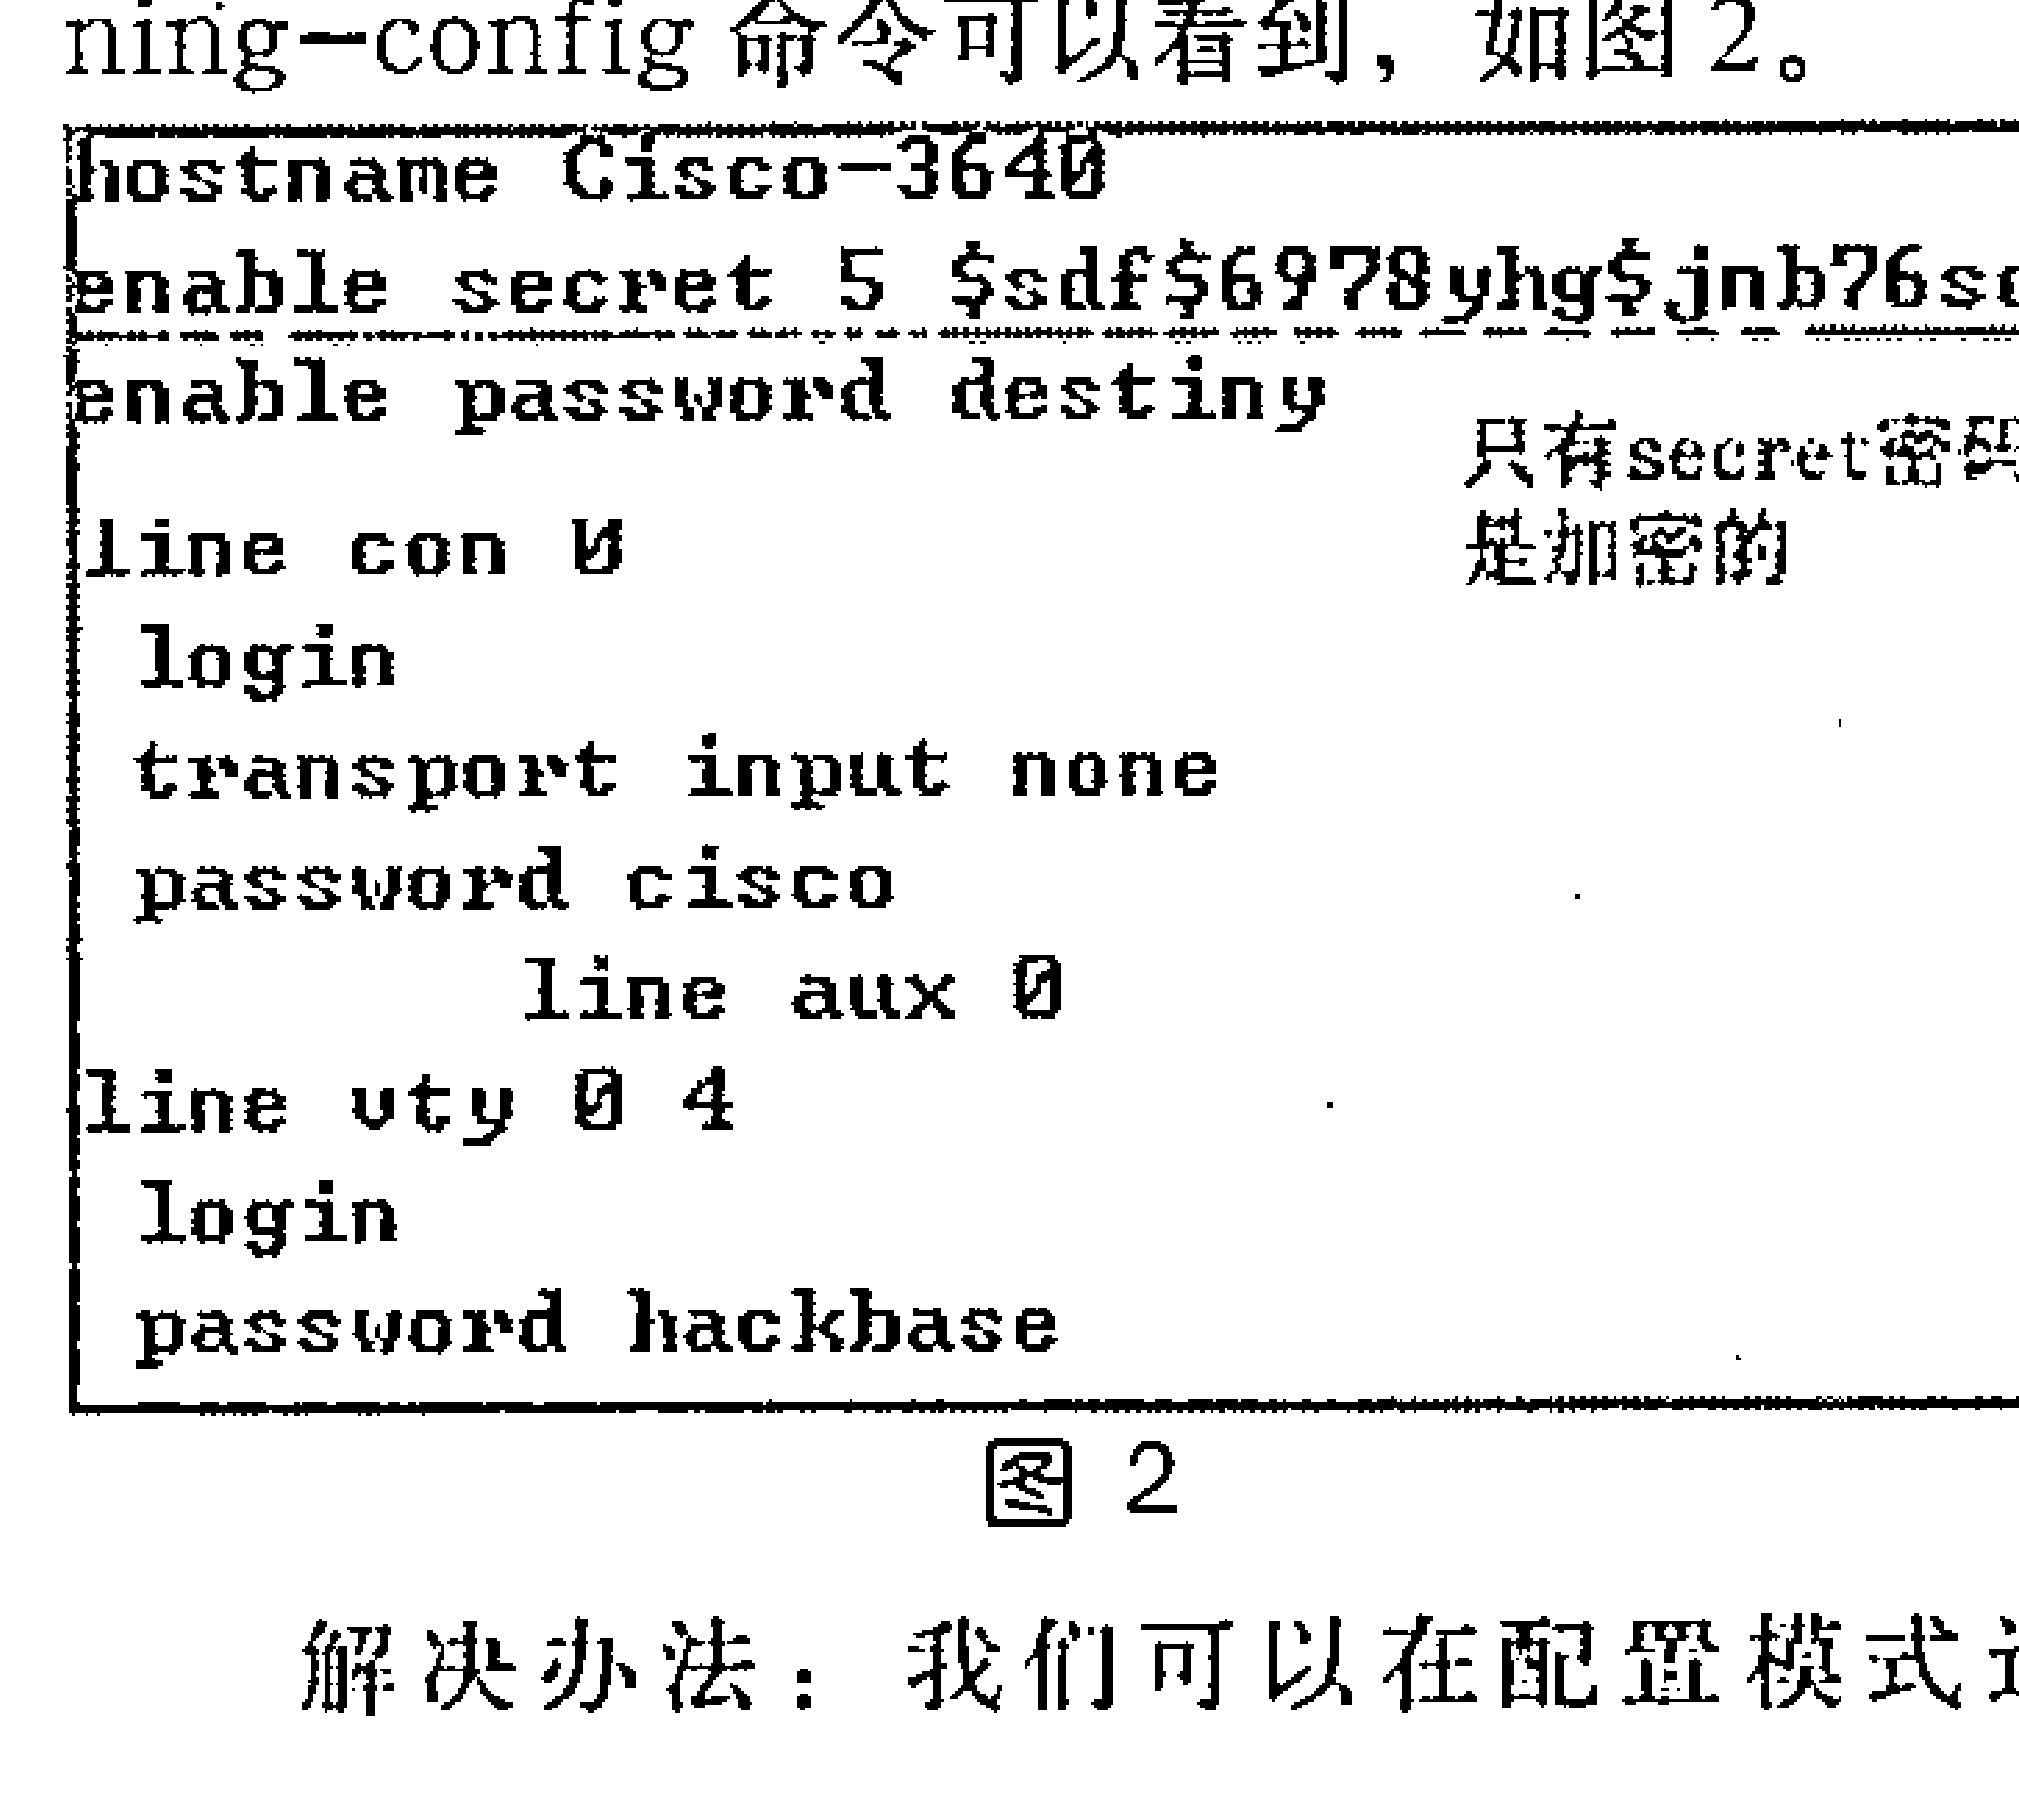 ning-config 命令可以看到，如图 2。
hostname Cisco-3640
enable secret 5 $sdf$6978yhg$jnb76s
enable password destiny
只有secret密码
是加密的
line con 0
login
transport input none
password cisco
line aux 0
line vty 0 4
login
password hackbase
图 2
解决办法：我们可以在配置模式